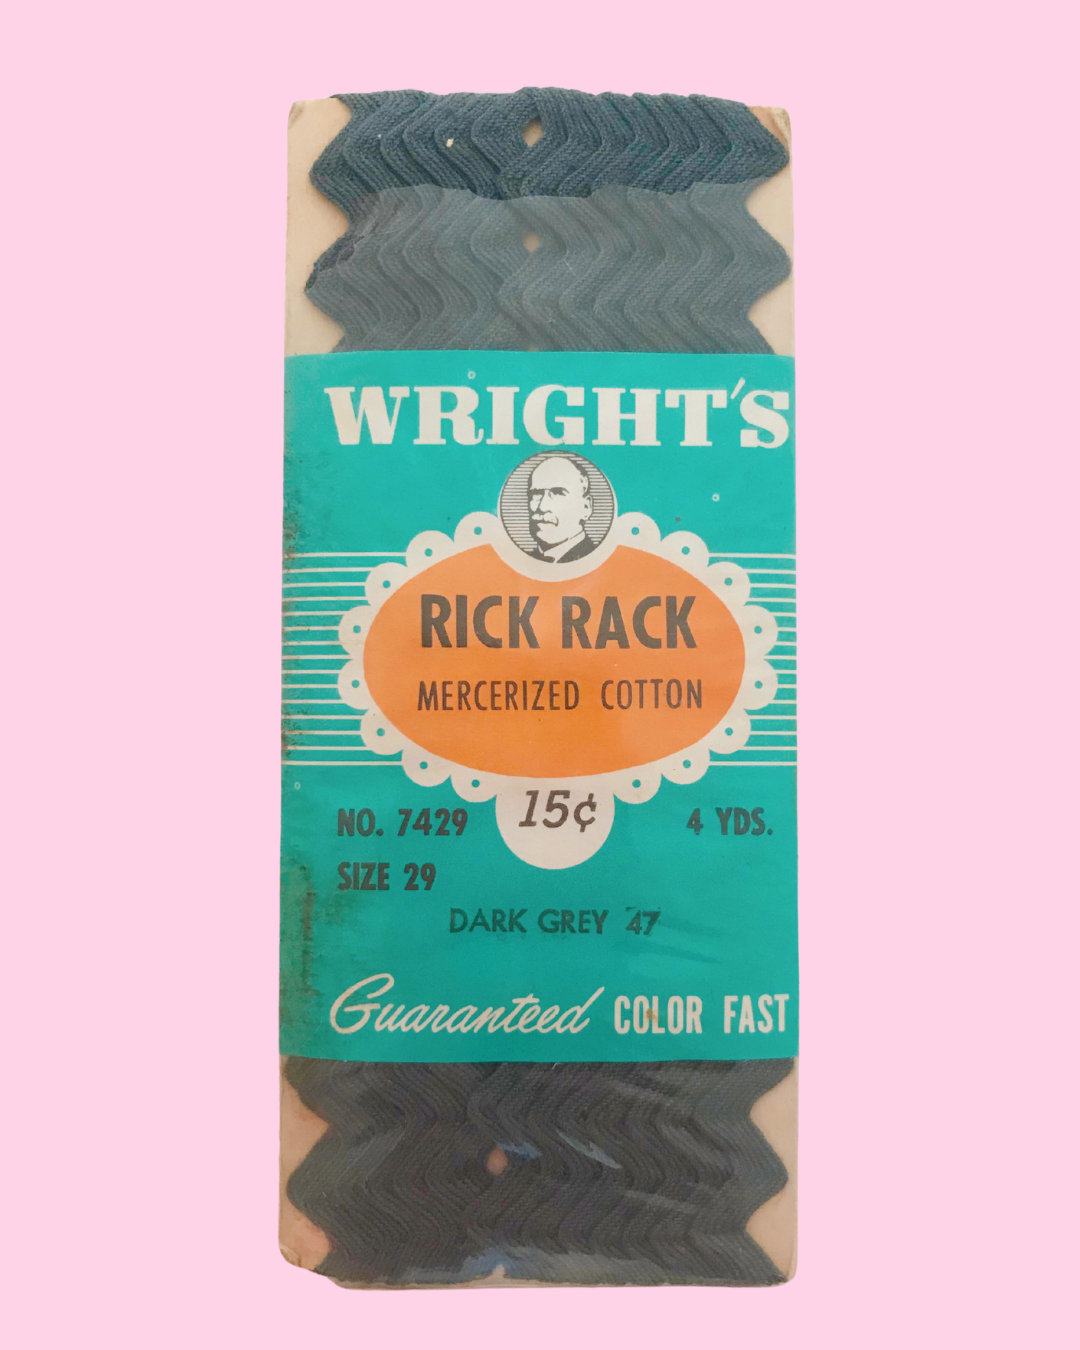 WRIGHT'S
RICK RACK
MERCERIZED COTTON
15¢
NO. 7429
4 YDS.
SIZE 29
DARK GREY 47
Guaranteed COLOR FAST